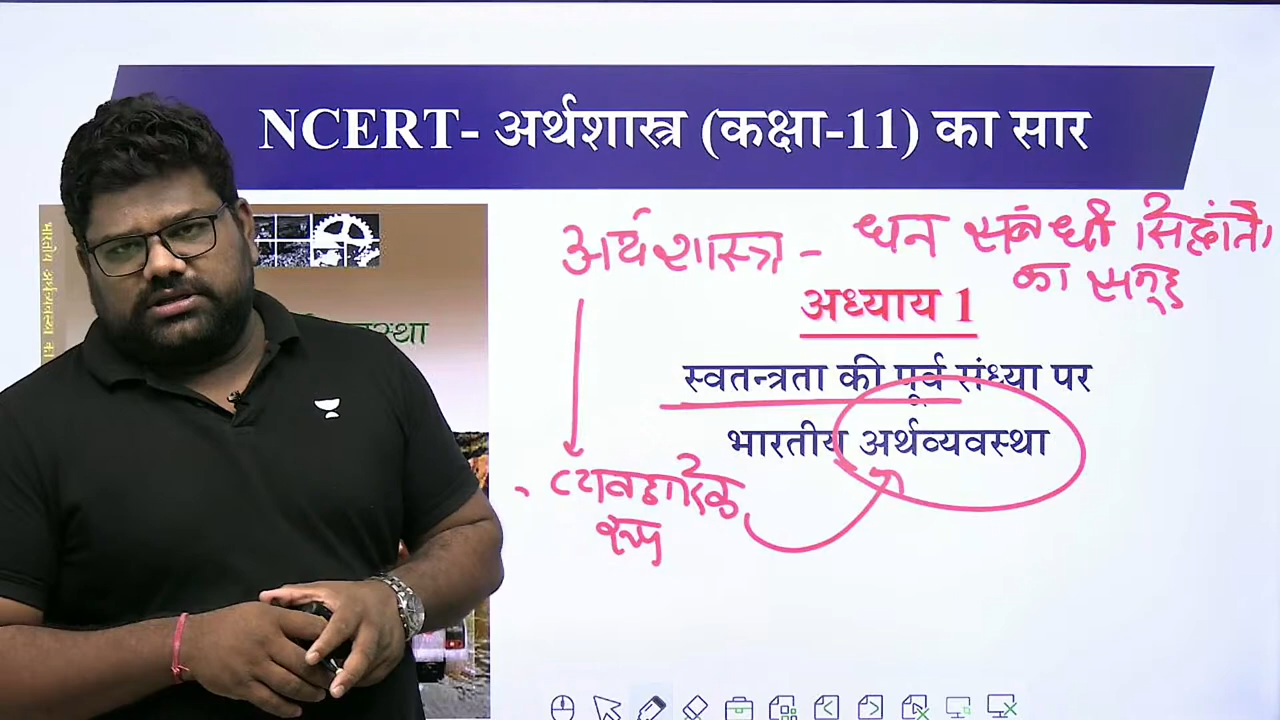 NCERT- अर्थशास्त्र (कक्षा-11) का सार
अर्थशास्त्र - धन संबंधी सिद्धांतों
का समूह
अध्याय 1
स्वतन्त्रता की पूर्व संध्या पर
भारतीय अर्थव्यवस्था
व्यवहारिक
रूप